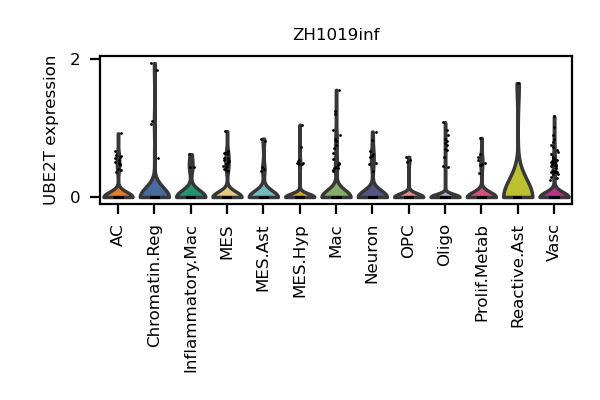 ZH1019inf
UBE2T expression
2
0
AC
Chromatin.Reg
Inflammatory.Mac
MES
MES.Ast
MES.Hyp
Mac
Neuron
OPC
Oligo
Prolif.Metab
Reactive.Ast
Vasc